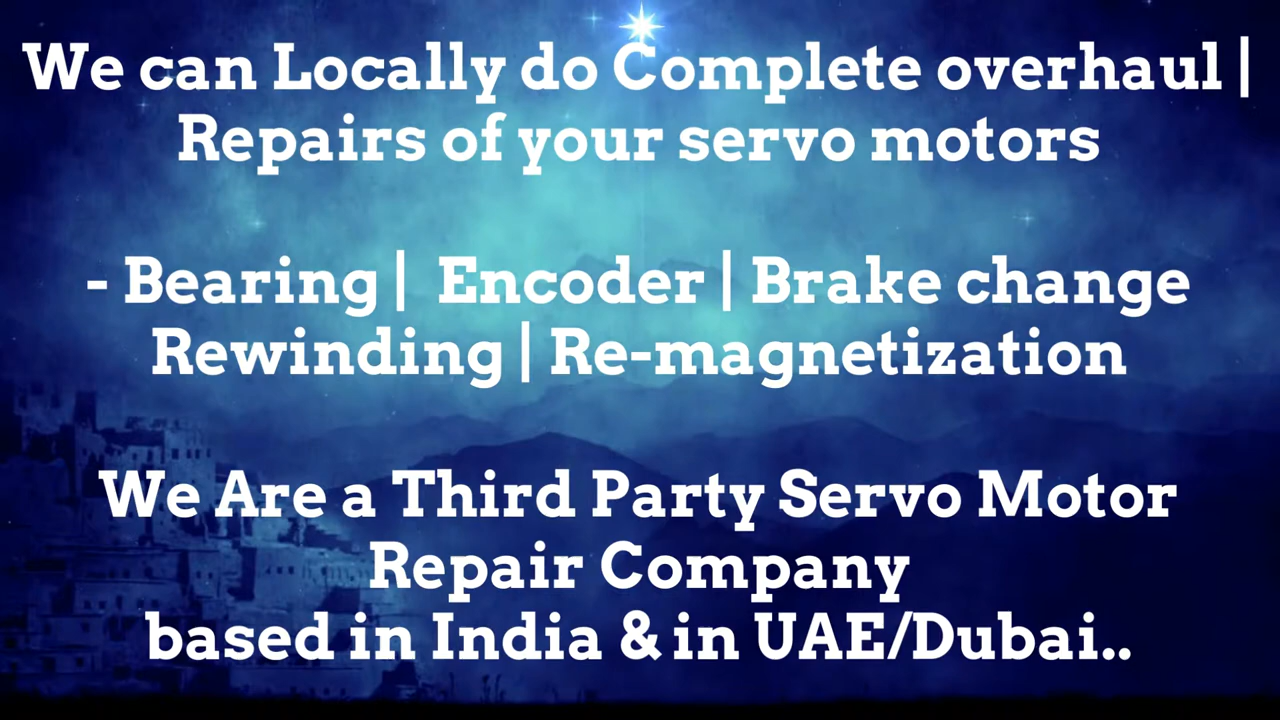 We can Locally do Complete overhaul |
Repairs of your servo motors
- Bearing | Encoder | Brake change
Rewinding | Re-magnetization
We Are a Third Party Servo Motor
Repair Company
based in India & in UAE/Dubai..